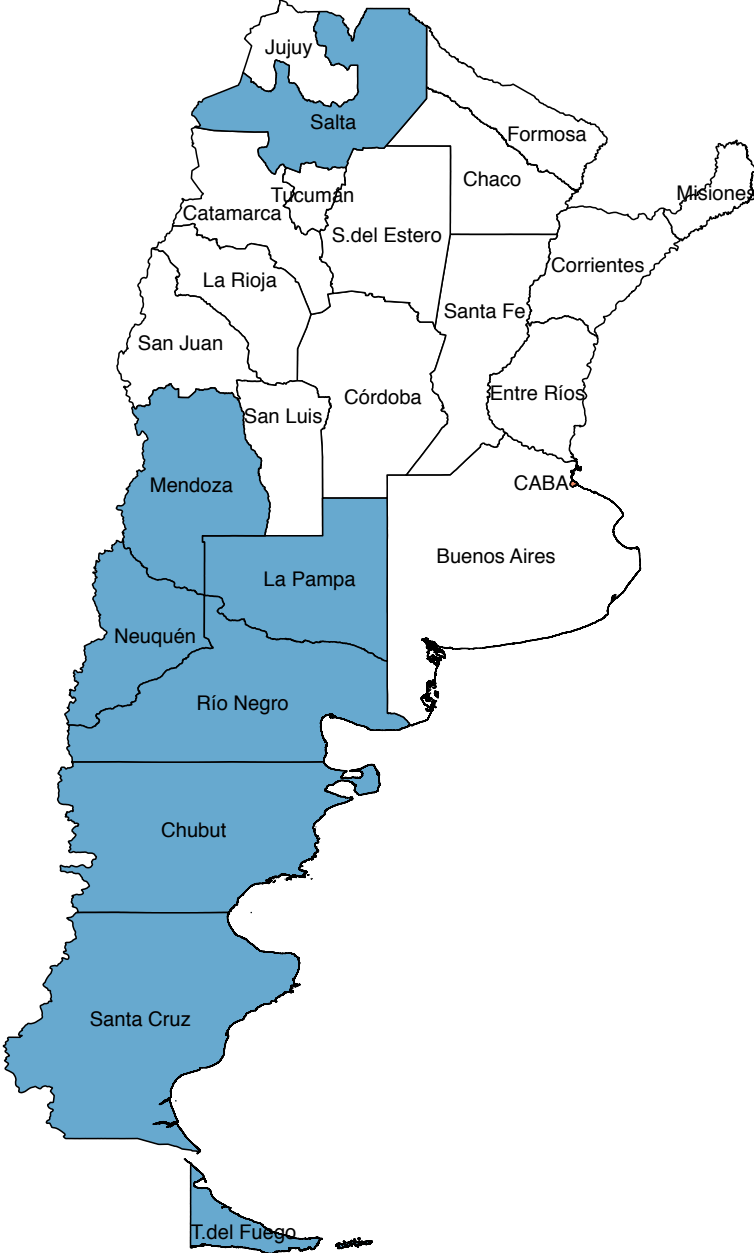 Jujuy
Salta
Formosa
Chaco
Misiones
Tucumán
Catamarca
S.del Estero
Corrientes
La Rioja
Santa Fe
San Juan
Entre Ríos
Córdoba
San Luis
Mendoza
CABA
Buenos Aires
La Pampa
Neuquén
Río Negro
Chubut
Santa Cruz
T.del Fuego